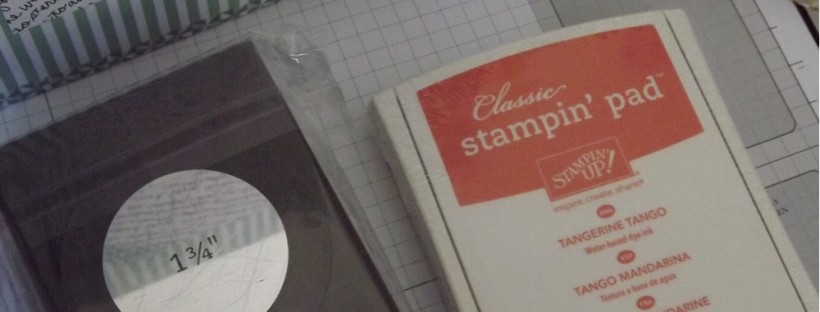 1 3/4"
Classic
stampin' pad™
STAMPIN'
UP!
inspire. create. share®
TANGERINE TANGO
Water-based dye ink
TANGO MANDARINA
Tintura a base de agua